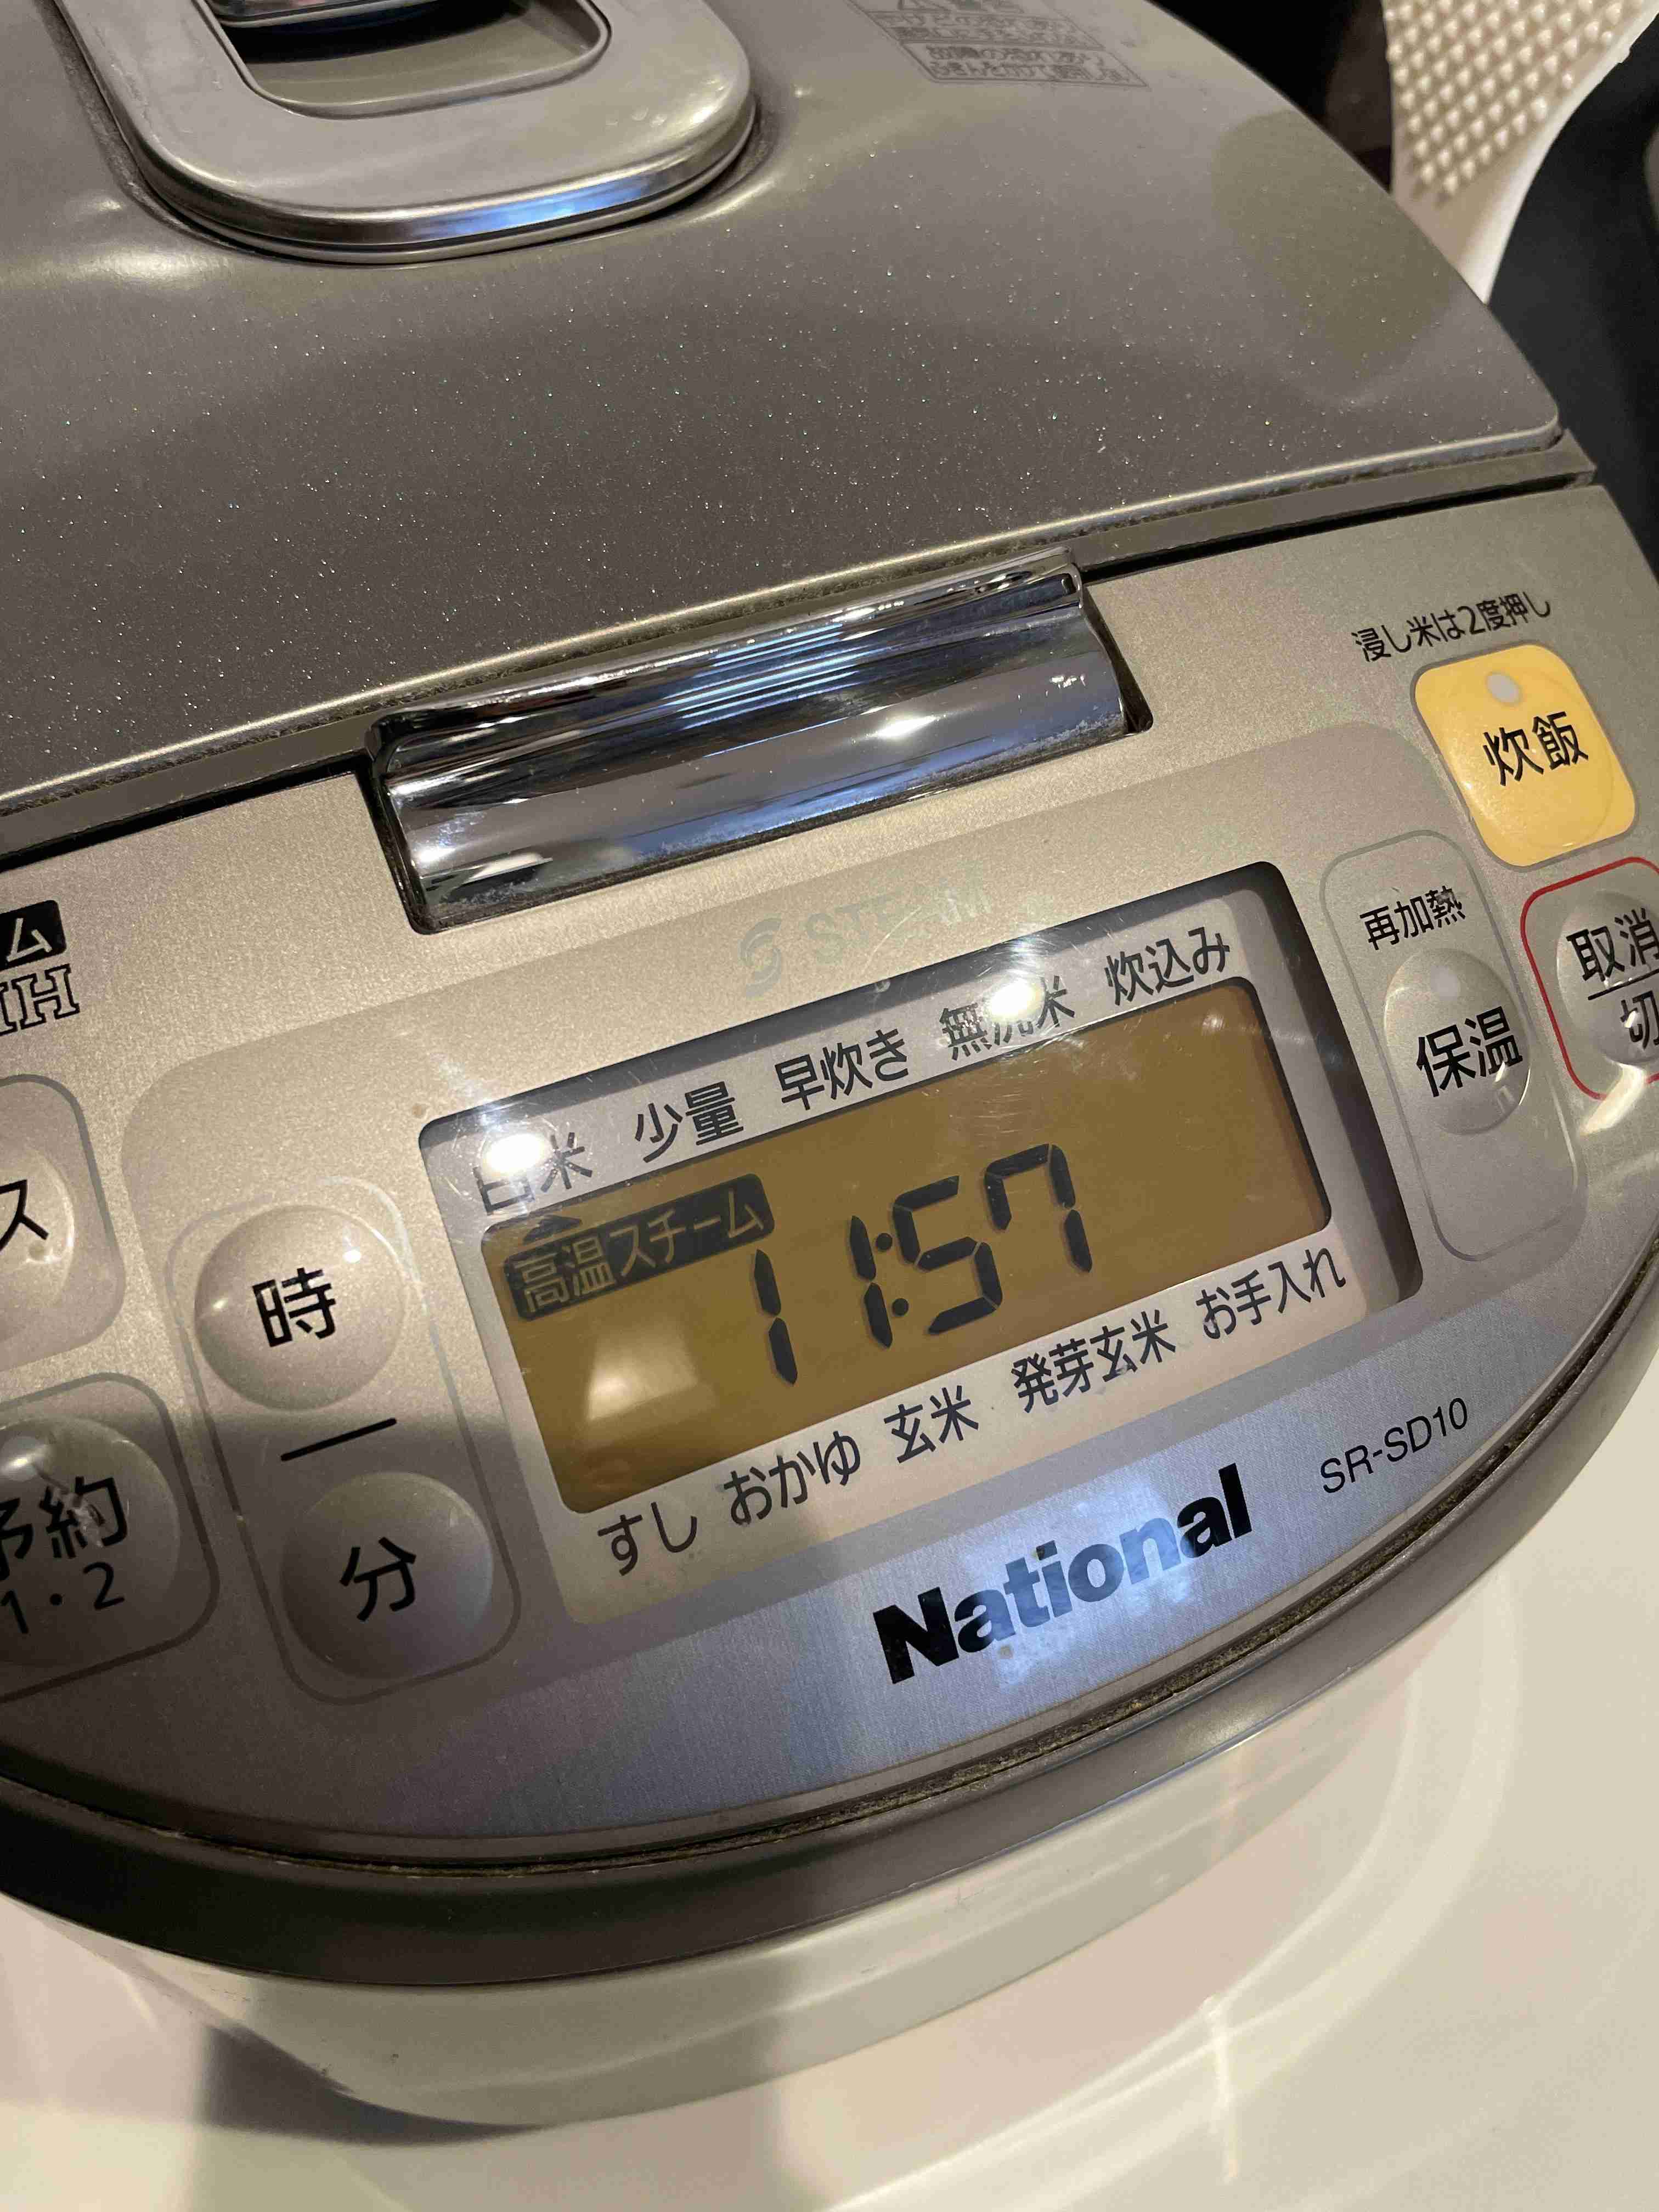 浸し米は2度押し
炊飯
再加熱
保温
取消
切
ム
IH
STEAM
白米 少量 早炊き 無洗米 炊込み
高温スチーム
11:57
すし おかゆ 玄米 発芽玄米 お手入れ
ス
時
分
予約
1・2
National
SR-SD10